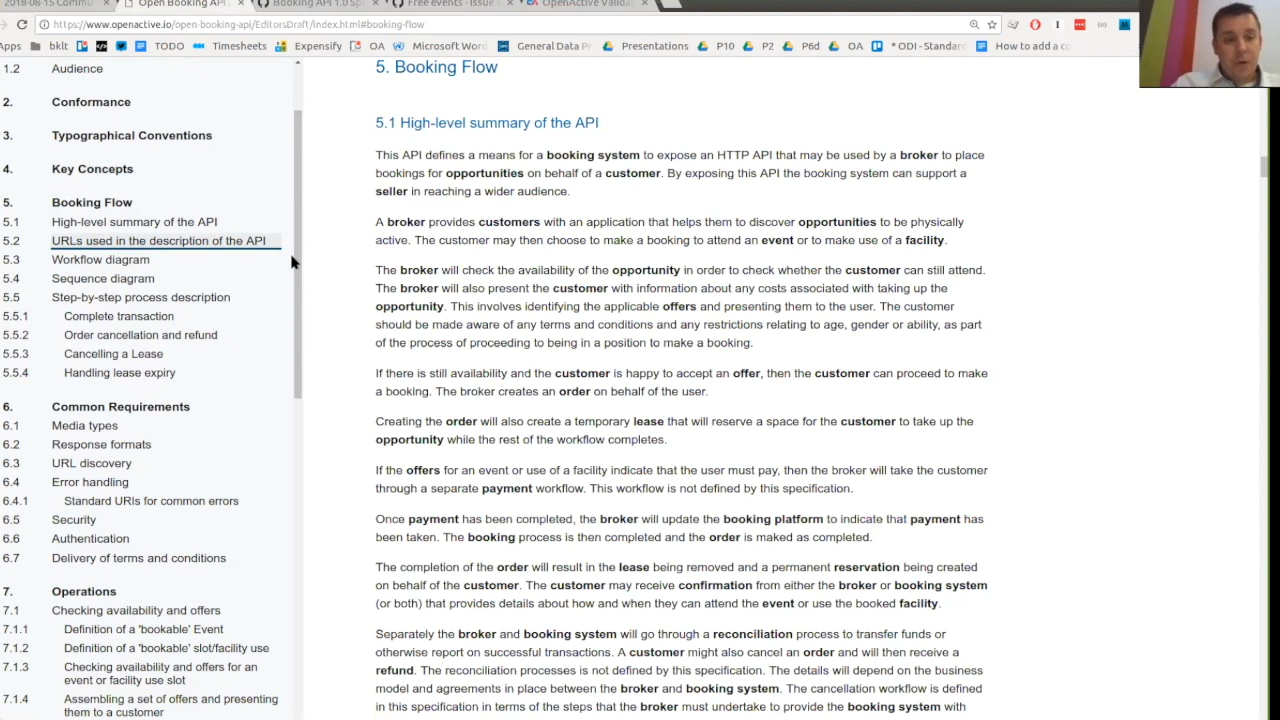 2018-08-15 Commu
Open Booking API
Booking API 1.0 Sp
Free events - Issue
OpenActive Valida
https://www.openactive.io/open-booking-api/EditorsDraft/index.html#booking-flow
Apps bklt TODO Timesheets Expensify OA Microsoft Word General Data Pr Presentations P10 P2 P6d OA * ODI - Standard How to add a co
1.2 Audience
2. Conformance
3. Typographical Conventions
4. Key Concepts
5. Booking Flow
5.1 High-level summary of the API
5.2 URLs used in the description of the API
5.3 Workflow diagram
5.4 Sequence diagram
5.5 Step-by-step process description
5.5.1 Complete transaction
5.5.2 Order cancellation and refund
5.5.3 Cancelling a Lease
5.5.4 Handling lease expiry
6. Common Requirements
6.1 Media types
6.2 Response formats
6.3 URL discovery
6.4 Error handling
6.4.1 Standard URIs for common errors
6.5 Security
6.6 Authentication
6.7 Delivery of terms and conditions
7. Operations
7.1 Checking availability and offers
7.1.1 Definition of a 'bookable' Event
7.1.2 Definition of a 'bookable' slot/facility use
7.1.3 Checking availability and offers for an
event or facility use slot
7.1.4 Assembling a set of offers and presenting
them to a customer
5. Booking Flow
5.1 High-level summary of the API
This API defines a means for a booking system to expose an HTTP API that may be used by a broker to place
bookings for opportunities on behalf of a customer. By exposing this API the booking system can support a
seller in reaching a wider audience.
A broker provides customers with an application that helps them to discover opportunities to be physically
active. The customer may then choose to make a booking to attend an event or to make use of a facility.
The broker will check the availability of the opportunity in order to check whether the customer can still attend.
The broker will also present the customer with information about any costs associated with taking up the
opportunity. This involves identifying the applicable offers and presenting them to the user. The customer
should be made aware of any terms and conditions and any restrictions relating to age, gender or ability, as part
of the process of proceeding to being in a position to make a booking.
If there is still availability and the customer is happy to accept an offer, then the customer can proceed to make
a booking. The broker creates an order on behalf of the user.
Creating the order will also create a temporary lease that will reserve a space for the customer to take up the
opportunity while the rest of the workflow completes.
If the offers for an event or use of a facility indicate that the user must pay, then the broker will take the customer
through a separate payment workflow. This workflow is not defined by this specification.
Once payment has been completed, the broker will update the booking platform to indicate that payment has
been taken. The booking process is then completed and the order is maked as completed.
The completion of the order will result in the lease being removed and a permanent reservation being created
on behalf of the customer. The customer may receive confirmation from either the broker or booking system
(or both) that provides details about how and when they can attend the event or use the booked facility.
Separately the broker and booking system will go through a reconciliation process to transfer funds or
otherwise report on successful transactions. A customer might also cancel an order and will then receive a
refund. The reconciliation processes is not defined by this specification. The details will depend on the business
model and agreements in place between the broker and booking system. The cancellation workflow is defined
in this specification in terms of the steps that the broker must undertake to provide the booking system with